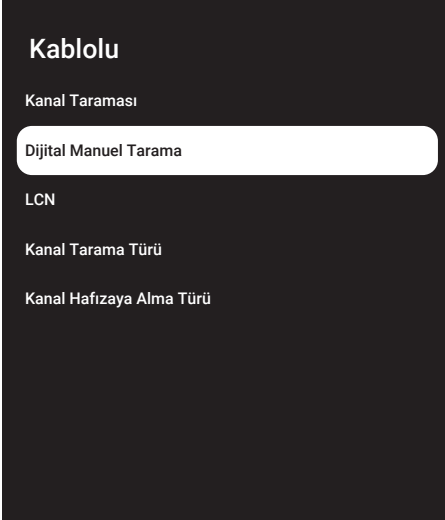 Kablolu
Kanal Taraması
Dijital Manuel Tarama
LCN
Kanal Tarama Türü
Kanal Hafızaya Alma Türü